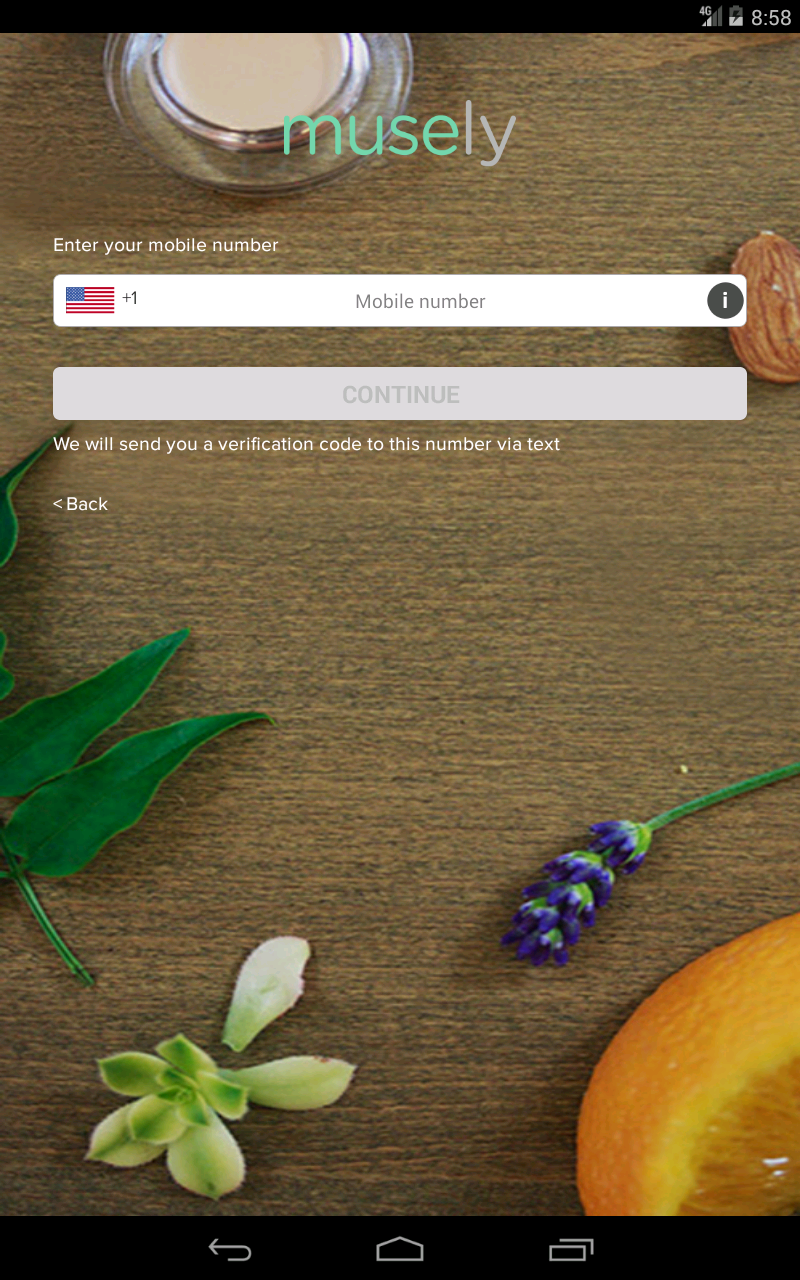 4G 8:58
musely
Enter your mobile number
+1 Mobile number i
CONTINUE
We will send you a verification code to this number via text
< Back